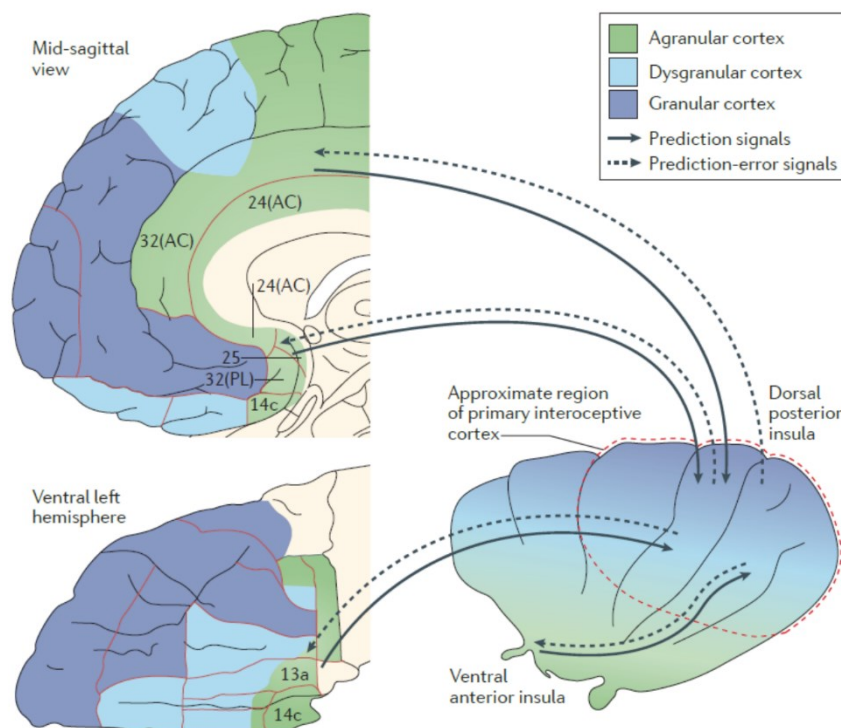 Mid-sagittal
view
Agranular cortex
Dysgranular cortex
Granular cortex
Prediction signals
Prediction-error signals
24(AC)
32(AC)
24(AC)
25
32(PL)
14c
Approximate region
of primary interoceptive
cortex
Dorsal
posterior
insula
Ventral left
hemisphere
13a
14c
Ventral
anterior insula